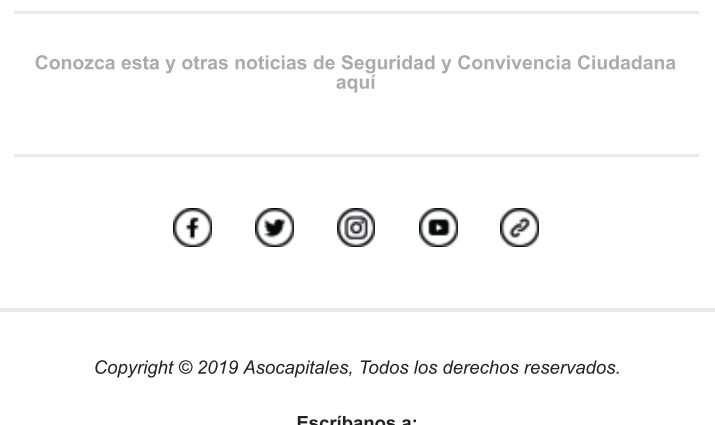 Conozca esta y otras noticias de Seguridad y Convivencia Ciudadana
aquí
Copyright © 2019 Asocapitales, Todos los derechos reservados.
Escríbanos a: